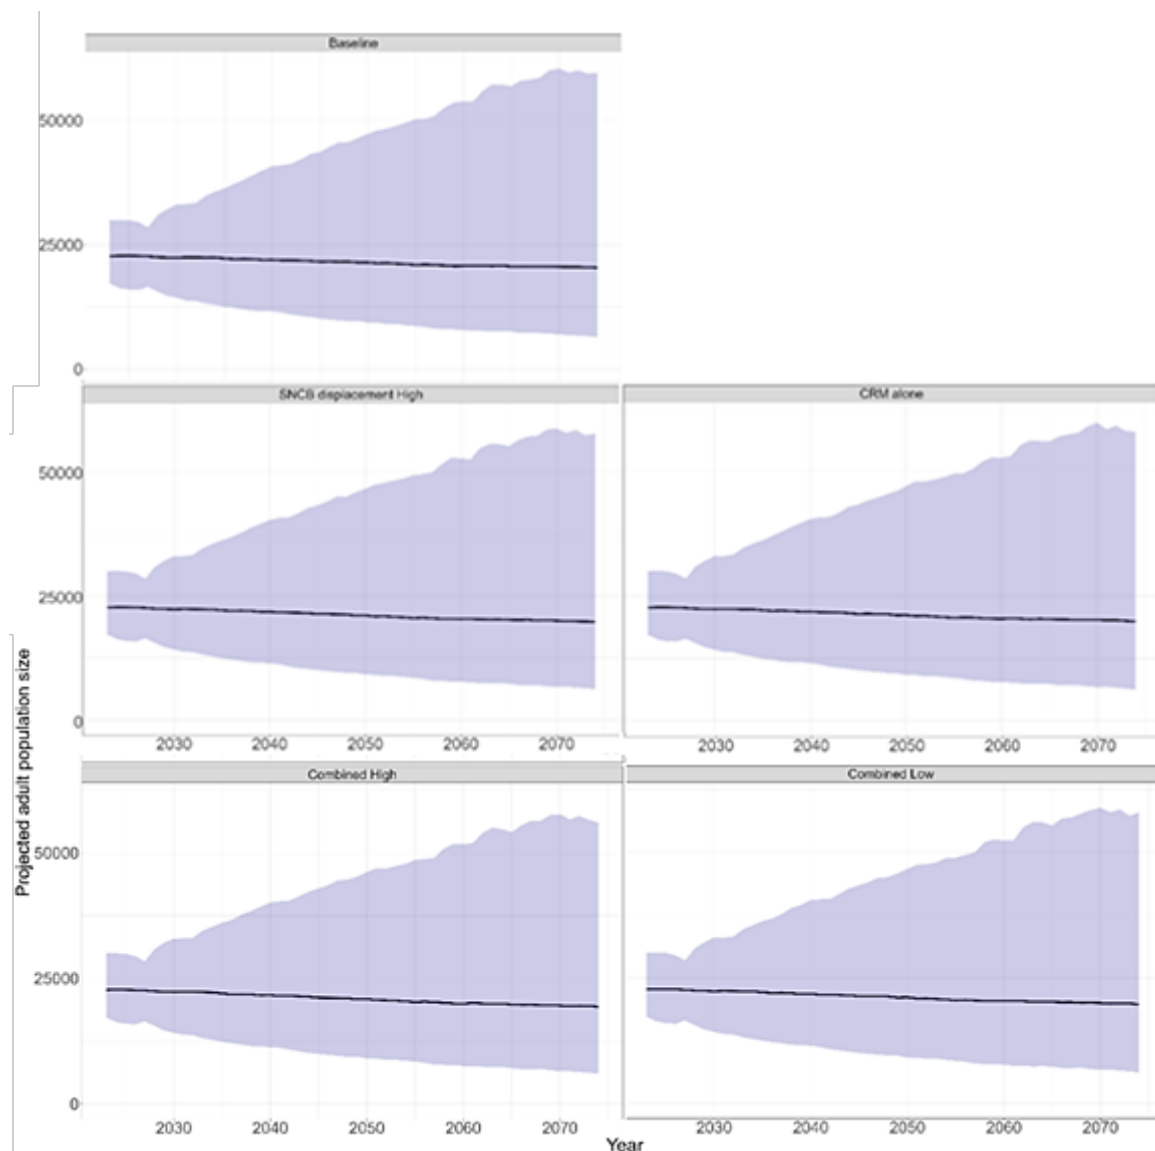 Baseline
50000
25000
0
SNCB displacement High
CRM alone
50000
25000
0
2030 2040 2050 2060 2070
2030 2040 2050 2060 2070
Projected adult population size
Combined High
Combined Low
50000
25000
0
2030 2040 2050 2060 2070
2030 2040 2050 2060 2070
Year